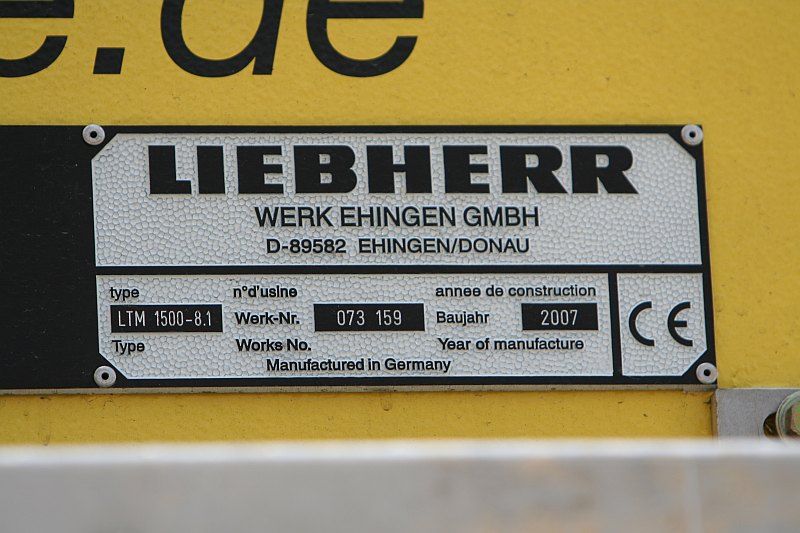 e.de
LIEBHERR
WERK EHINGEN GMBH
D-89582 EHINGEN/DONAU
type n°d'usine annee de construction
LTM 1500-8.1 Werk-Nr. 073 159 Baujahr 2007 CE
Type Works No. Year of manufacture
Manufactured in Germany